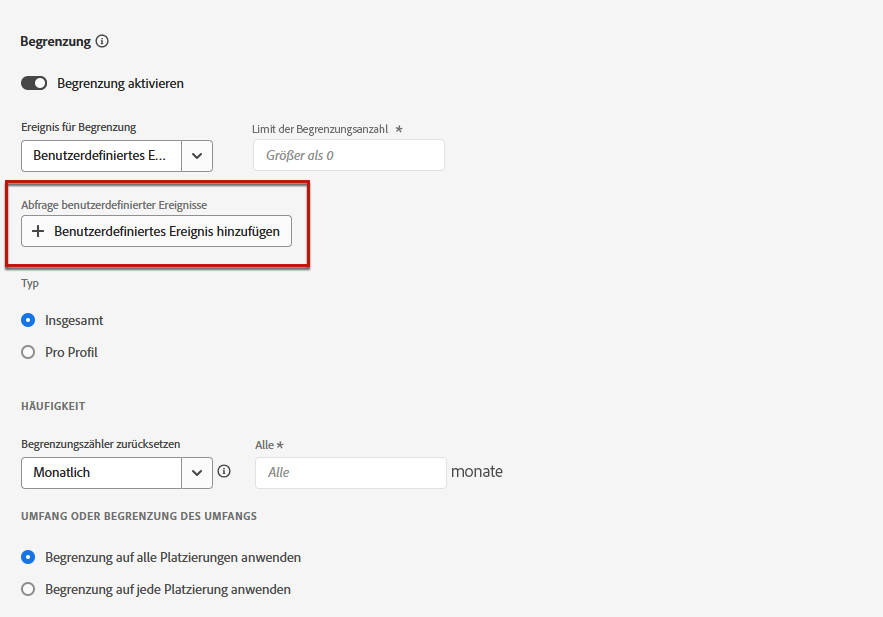 Begrenzung
Begrenzung aktivieren
Ereignis für Begrenzung
Limit der Begrenzungsanzahl *
Benutzerdefiniertes E...
Größer als 0
Abfrage benutzerdefinierter Ereignisse
+ Benutzerdefiniertes Ereignis hinzufügen
Typ
Insgesamt
Pro Profil
HÄUFIGKEIT
Begrenzungszähler zurücksetzen
Alle *
Monatlich
Alle
monate
UMFANG ODER BEGRENZUNG DES UMFANGS
Begrenzung auf alle Platzierungen anwenden
Begrenzung auf jede Platzierung anwenden